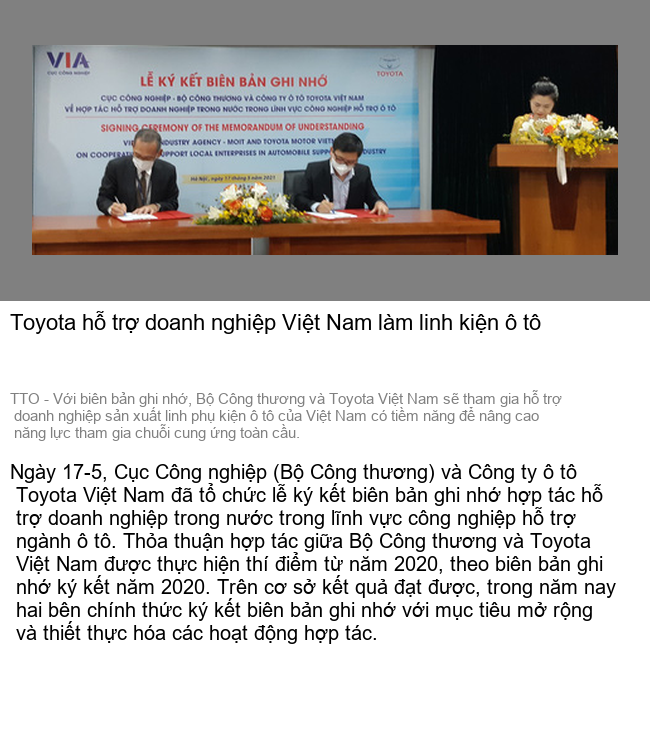 VIA
CỤC CÔNG NGHIỆP
TOYOTA
LỄ KÝ KẾT BIÊN BẢN GHI NHỚ
CỤC CÔNG NGHIỆP - BỘ CÔNG THƯƠNG VÀ CÔNG TY Ô TÔ TOYOTA VIỆT NAM
VỀ HỢP TÁC HỖ TRỢ DOANH NGHIỆP TRONG NƯỚC TRONG LĨNH VỰC CÔNG NGHIỆP HỖ TRỢ Ô TÔ
SIGNING CEREMONY OF THE MEMORANDUM OF UNDERSTANDING
INDUSTRY AGENCY - MOIT AND TOYOTA MOTOR
ON SUPPORT LOCAL ENTERPRISES IN AUTOMOBILE
Hà Nội, ngày 17 tháng 5 năm 2021
Toyota hỗ trợ doanh nghiệp Việt Nam làm linh kiện ô tô
TTO - Với biên bản ghi nhớ, Bộ Công thương và Toyota Việt Nam sẽ tham gia hỗ trợ
doanh nghiệp sản xuất linh phụ kiện ô tô của Việt Nam có tiềm năng để nâng cao
năng lực tham gia chuỗi cung ứng toàn cầu.
Ngày 17-5, Cục Công nghiệp (Bộ Công thương) và Công ty ô tô
Toyota Việt Nam đã tổ chức lễ ký kết biên bản ghi nhớ hợp tác hỗ
trợ doanh nghiệp trong nước trong lĩnh vực công nghiệp hỗ trợ
ngành ô tô. Thỏa thuận hợp tác giữa Bộ Công thương và Toyota
Việt Nam được thực hiện thí điểm từ năm 2020, theo biên bản ghi
nhớ ký kết năm 2020. Trên cơ sở kết quả đạt được, trong năm nay
hai bên chính thức ký kết biên bản ghi nhớ với mục tiêu mở rộng
và thiết thực hóa các hoạt động hợp tác.